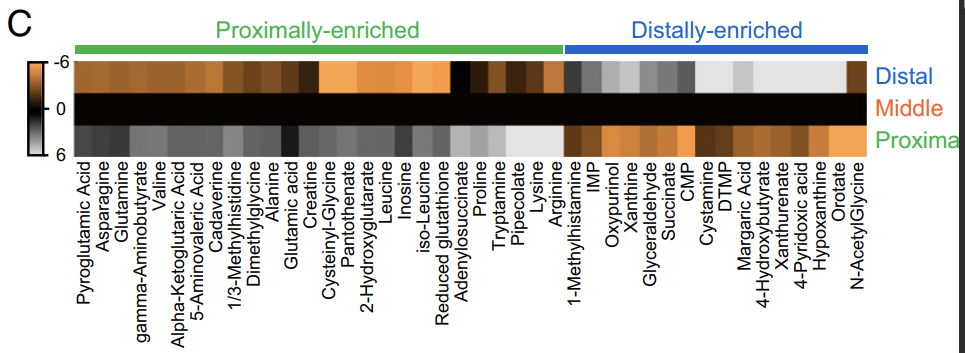 C
Proximally-enriched
Distally-enriched
-6
0
6
Distal
Middle
Proxima
Pyroglutamic Acid
Asparagine
Glutamine
gamma-Aminobutyrate
Valine
Alpha-Ketoglutaric Acid
5-Aminovaleric Acid
Cadaverine
1/3-Methylhistidine
Dimethylglycine
Alanine
Glutamic acid
Creatine
Cysteinyl-Glycine
Pantothenate
2-Hydroxyglutarate
Leucine
Inosine
iso-Leucine
Reduced glutathione
Adenylosuccinate
Proline
Tryptamine
Pipecolate
Lysine
Arginine
1-Methylhistamine
IMP
Oxypurinol
Xanthine
Glyceraldehyde
Succinate
CMP
Cystamine
DTMP
Margaric Acid
4-Hydroxybutyrate
Xanthurenate
4-Pyridoxic acid
Hypoxanthine
Orotate
N-AcetylGlycine